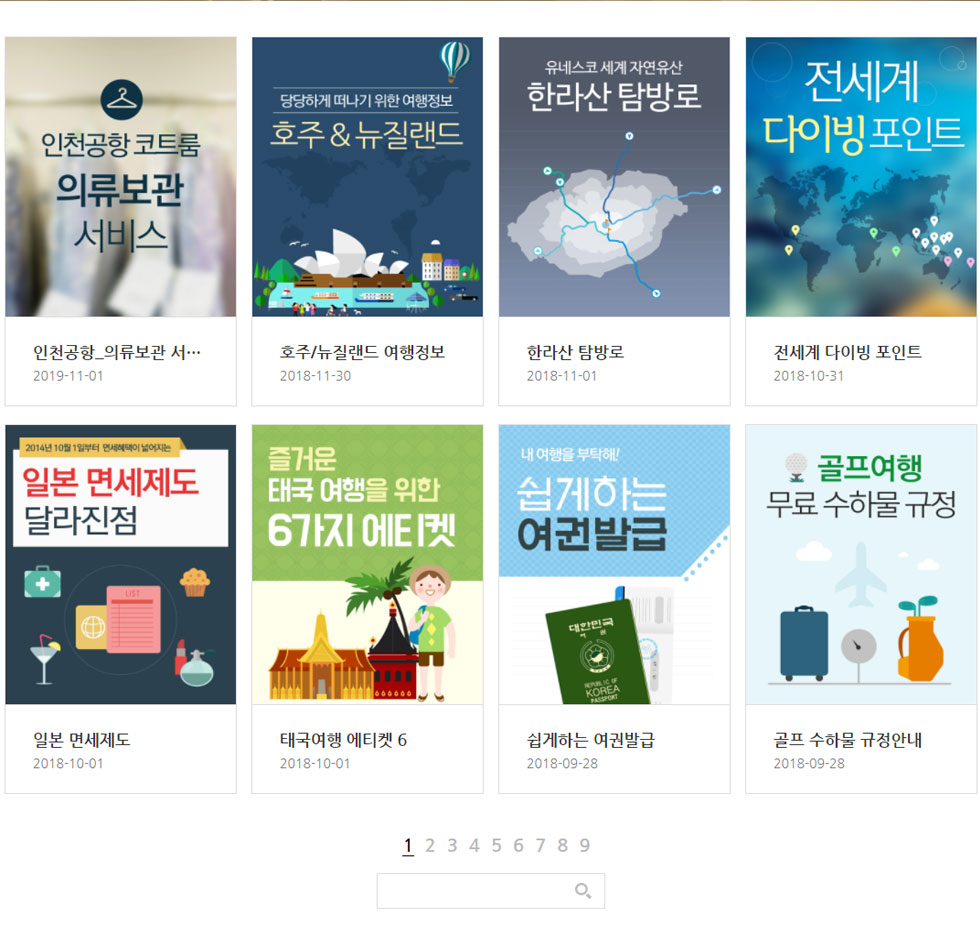 인천공항 코트룸
의류보관
서비스
인천공항_의류보관 서…
2019-11-01
당당하게 떠나기 위한 여행정보
호주 & 뉴질랜드
호주/뉴질랜드 여행정보
2018-11-30
유네스코 세계 자연유산
한라산 탐방로
한라산 탐방로
2018-11-01
전세계
다이빙 포인트
전세계 다이빙 포인트
2018-10-31
2014년 10월 1일부터 면세혜택이 넓어지는
일본 면세제도
달라진점
LIST
일본 면세제도
2018-10-01
즐거운
태국 여행을 위한
6가지 에티켓
태국여행 에티켓 6
2018-10-01
내 여행을 부탁해!
쉽게하는
여권발급
대한민국
여권
REPUBLIC OF
KOREA
PASSPORT
쉽게하는 여권발급
2018-09-28
골프여행
무료 수하물 규정
골프 수하물 규정안내
2018-09-28
1 2 3 4 5 6 7 8 9